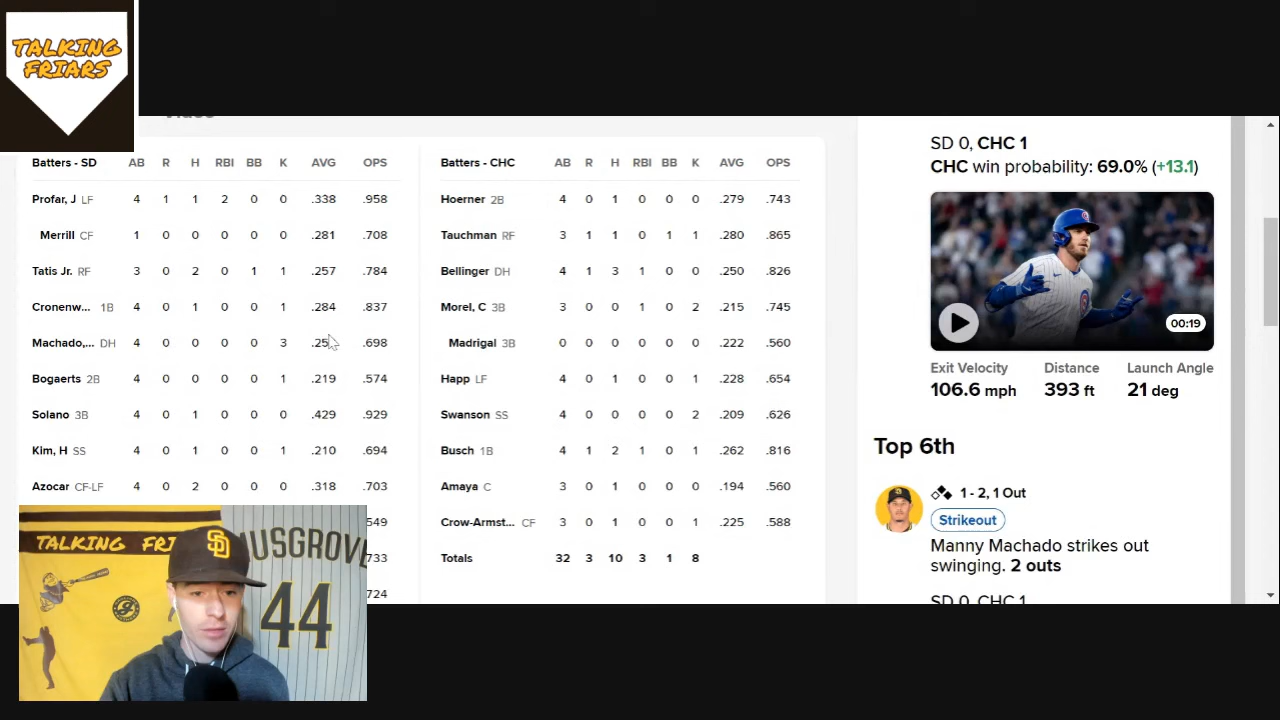 TALKING
FRIARS
Batters - SD AB R H RBI BB K AVG OPS
Profar, J LF 4 1 1 2 0 0 .338 .958
Merrill CF 1 0 0 0 0 0 .281 .708
Tatis Jr. RF 3 0 2 0 1 1 .257 .784
Cronenw... 1B 4 0 1 0 0 1 .284 .837
Machado,... DH 4 0 0 0 0 3 .698
Bogaerts 2B 4 0 0 0 0 1 .219 .574
Solano 3B 4 0 1 0 0 0 .429 .929
Kim, H SS 4 0 1 0 0 1 .210 .694
Azocar CF-LF 4 0 2 0 0 0 .318 .703
549
733
724
Batters - CHC AB R H RBI BB K AVG OPS
Hoerner 2B 4 0 1 0 0 0 .279 .743
Tauchman RF 3 1 1 0 1 1 .280 .865
Bellinger DH 4 1 3 1 0 0 .250 .826
Morel, C 3B 3 0 0 1 0 2 .215 .745
Madrigal 3B 0 0 0 0 0 0 .222 .560
Happ LF 4 0 1 0 0 1 .228 .654
Swanson SS 4 0 0 0 0 2 .209 .626
Busch 1B 4 1 2 1 0 1 .262 .816
Amaya C 3 0 1 0 0 0 .194 .560
Crow-Armst... CF 3 0 1 0 0 1 .225 .588
Totals 32 3 10 3 1 8
SD 0, CHC 1
CHC win probability: 69.0% (+13.1)
00:19
Exit Velocity Distance Launch Angle
106.6 mph 393 ft 21 deg
Top 6th
1 - 2, 1 Out
Strikeout
Manny Machado strikes out
swinging. 2 outs
SD 0, CHC 1
TALKING FRI
SD
USGROVE
44